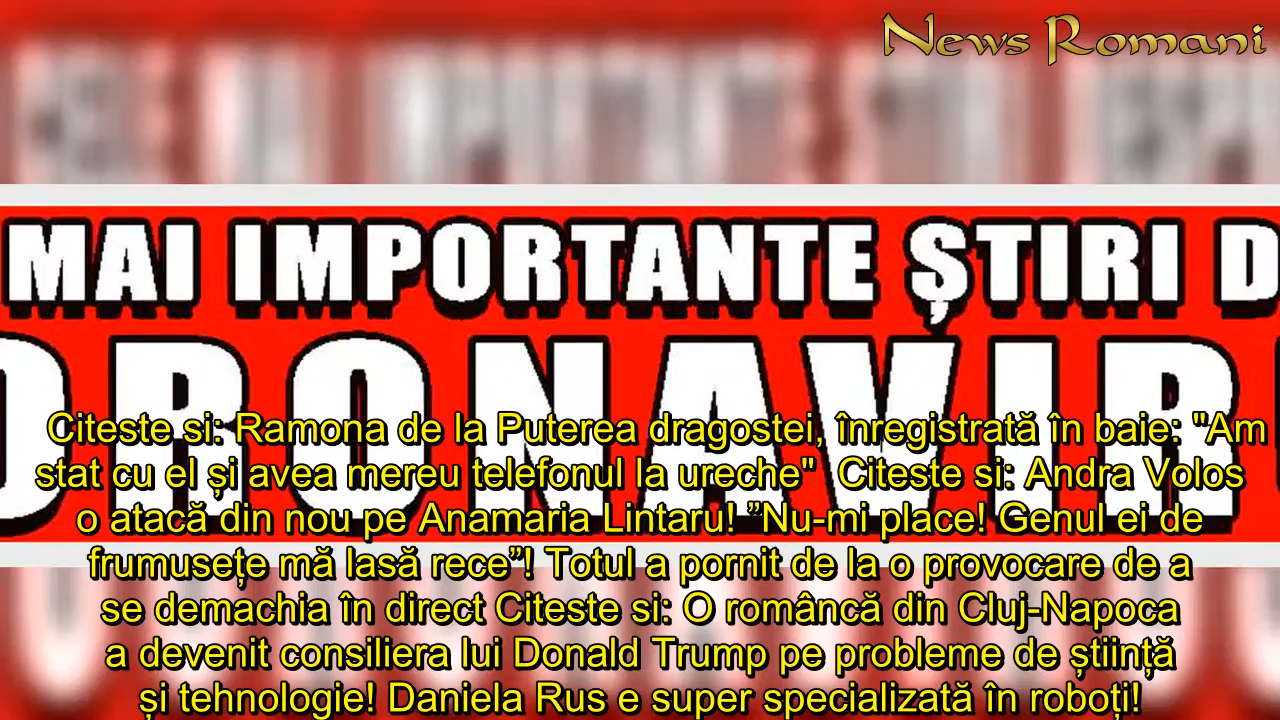 News Romani
MAI IMPORTANTE ȘTIRI D
ORONAVIR
Citeste si: Ramona de la Puterea dragostei, înregistrată în baie: "Am
stat cu el și avea mereu telefonul la ureche"  Citeste si: Andra Volos
o atacă din nou pe Anamaria Lintaru! ”Nu-mi place! Genul ei de
frumusețe mă lasă rece”! Totul a pornit de la o provocare de a
se demachia în direct Citeste si: O româncă din Cluj-Napoca
a devenit consiliera lui Donald Trump pe probleme de știință
și tehnologie! Daniela Rus e super specializată în roboți!